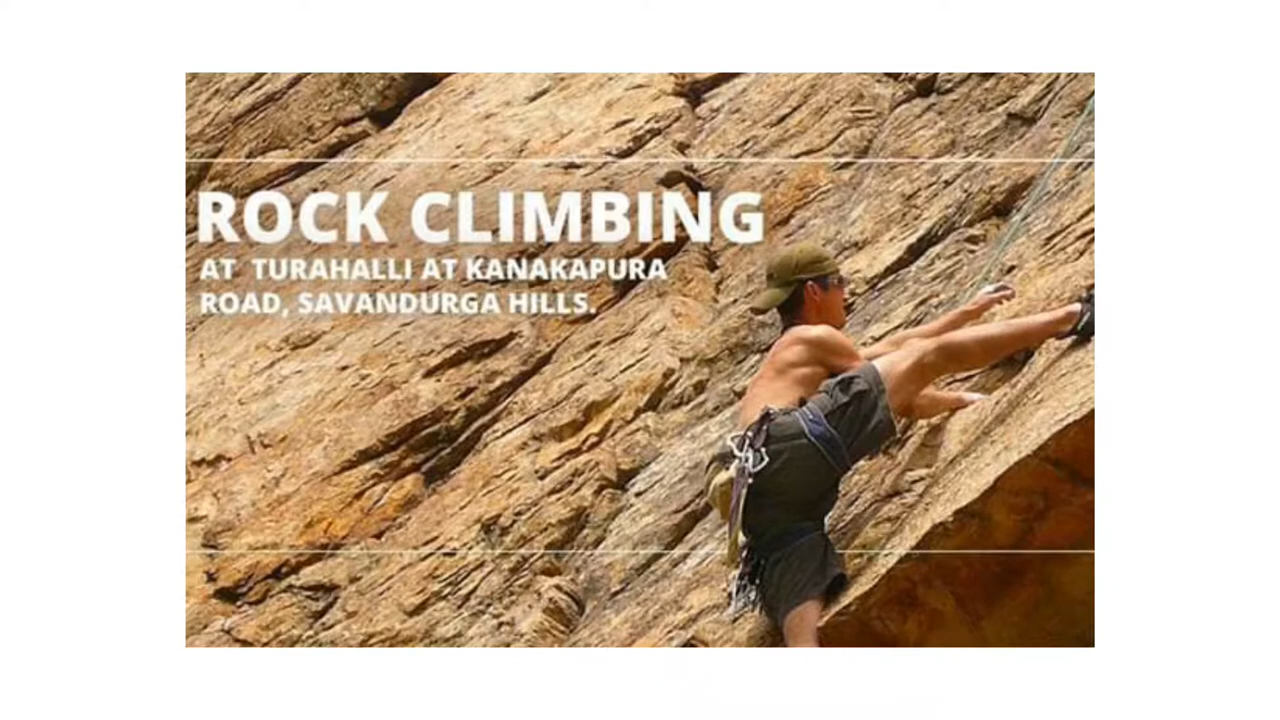 ROCK CLIMBING
AT TURAHALLI AT KANAKAPURA
ROAD, SAVANDURGA HILLS.